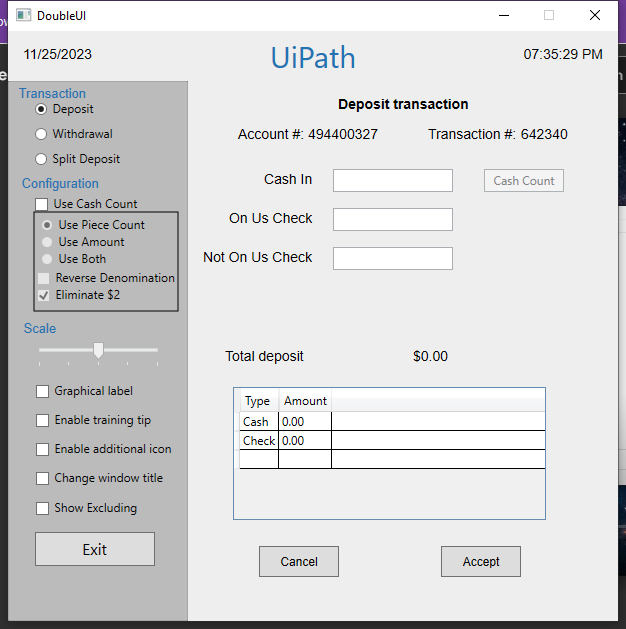 DoubleUI
11/25/2023
UiPath
07:35:29 PM
Transaction
Deposit
Withdrawal
Split Deposit
Configuration
Use Cash Count
Use Piece Count
Use Amount
Use Both
Reverse Denomination
Eliminate $2
Scale
Graphical label
Enable training tip
Enable additional icon
Change window title
Show Excluding
Exit
Deposit transaction
Account #: 494400327 Transaction #: 642340
Cash In Cash Count
On Us Check
Not On Us Check
Total deposit $0.00
Type Amount
Cash 0.00
Check 0.00
Cancel Accept